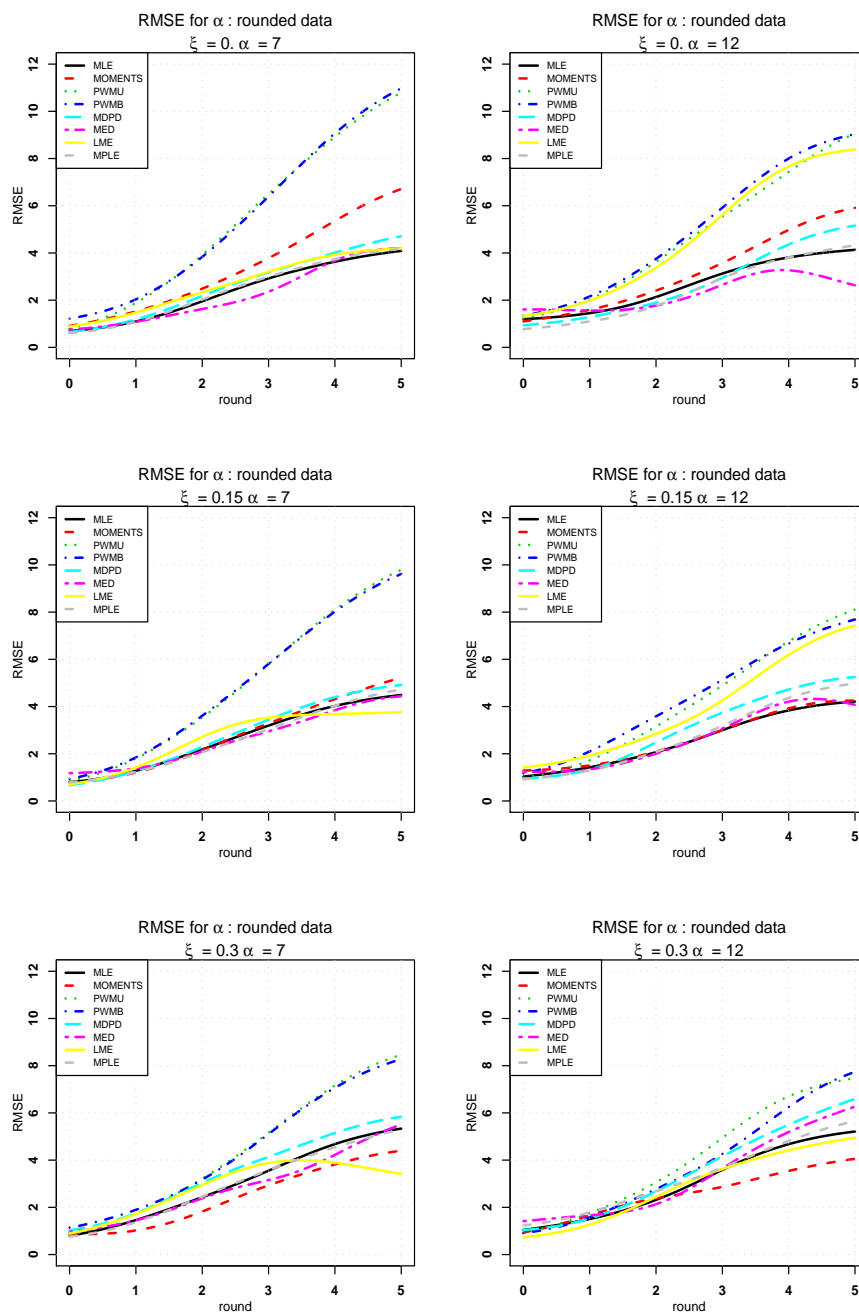 RMSE for α : rounded data
ξ = 0. α = 7
MLE
MOMENTS
PWMU
PWMB
MDPD
MED
LME
MPLE
RMSE
0 2 4 6 8 10 12
0 1 2 3 4 5
round
RMSE for α : rounded data
ξ = 0. α = 12
MLE
MOMENTS
PWMU
PWMB
MDPD
MED
LME
MPLE
RMSE
0 2 4 6 8 10 12
0 1 2 3 4 5
round
RMSE for α : rounded data
ξ = 0.15 α = 7
MLE
MOMENTS
PWMU
PWMB
MDPD
MED
LME
MPLE
RMSE
0 2 4 6 8 10 12
0 1 2 3 4 5
round
RMSE for α : rounded data
ξ = 0.15 α = 12
MLE
MOMENTS
PWMU
PWMB
MDPD
MED
LME
MPLE
RMSE
0 2 4 6 8 10 12
0 1 2 3 4 5
round
RMSE for α : rounded data
ξ = 0.3 α = 7
MLE
MOMENTS
PWMU
PWMB
MDPD
MED
LME
MPLE
RMSE
0 2 4 6 8 10 12
0 1 2 3 4 5
round
RMSE for α : rounded data
ξ = 0.3 α = 12
MLE
MOMENTS
PWMU
PWMB
MDPD
MED
LME
MPLE
RMSE
0 2 4 6 8 10 12
0 1 2 3 4 5
round